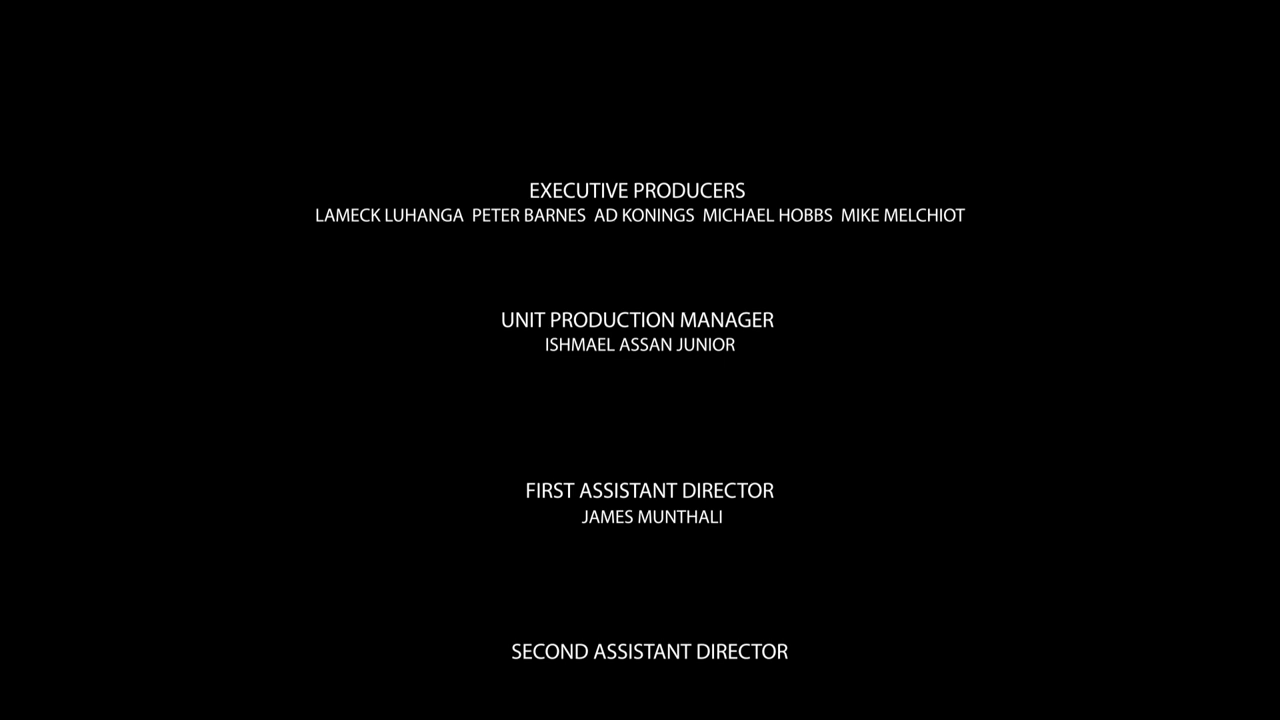 EXECUTIVE PRODUCERS
LAMECK LUHANGA PETER BARNES AD KONINGS MICHAEL HOBBS MIKE MELCHIOT
UNIT PRODUCTION MANAGER
ISHMAEL ASSAN JUNIOR
FIRST ASSISTANT DIRECTOR
JAMES MUNTHALI
SECOND ASSISTANT DIRECTOR